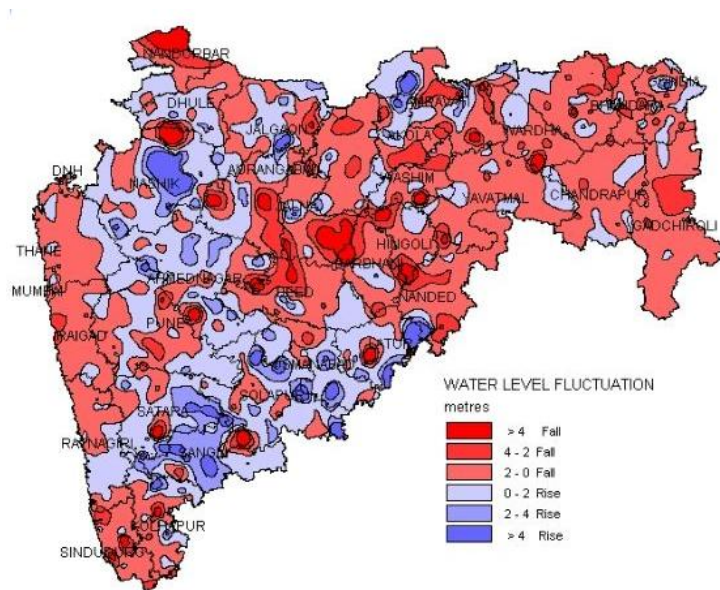 NANDURBAR
DHULE
JALGAON
AMRAVATI
AKOLA
WARDHA
BHANDARA
GONDIA
DNH
NASHIK
AURANGABAD
JALNA
WASHIM
YAVATMAL
CHANDRAPUR
GADCHIROLI
THANE
HINGOLI
MUMBAI
AHMEDNAGAR
PARBHANI
BEED
NANDED
PUNE
RAIGAD
LATUR
OSMANABAD
SOLAPUR
SATARA
RATNAGIRI
SANGLI
KOLHAPUR
SINDUDURG
WATER LEVEL FLUCTUATION
metres
> 4 Fall
4 - 2 Fall
2 - 0 Fall
0 - 2 Rise
2 - 4 Rise
> 4 Rise